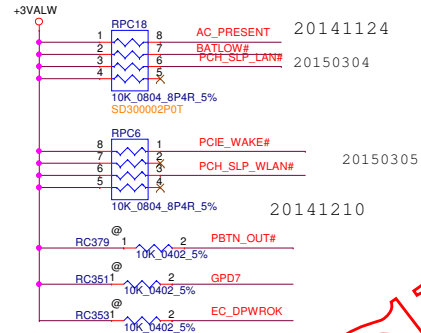 +3VALW
RPC18
1 8 AC_PRESENT 20141124
2 7 BATLOW#
3 6 PCH_SLP_LAN# 20150304
4 5
10K_0804_8P4R_5%
SD300002P0T
RPC6
8 1 PCIE_WAKE#
7 2 20150305
6 3 PCH_SLP_WLAN#
5 4
10K_0804_8P4R_5%
20141210
@
RC379 1 2 PBTN_OUT#
10K_0402_5%
@
RC351 1 2 GPD7
10K_0402_5%
@
RC353 1 2 EC_DPWROK
10K_0402_5%